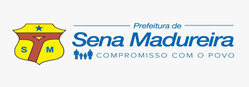 Prefeitura de
Sena Madureira
COMPROMISSO COM O POVO
S M